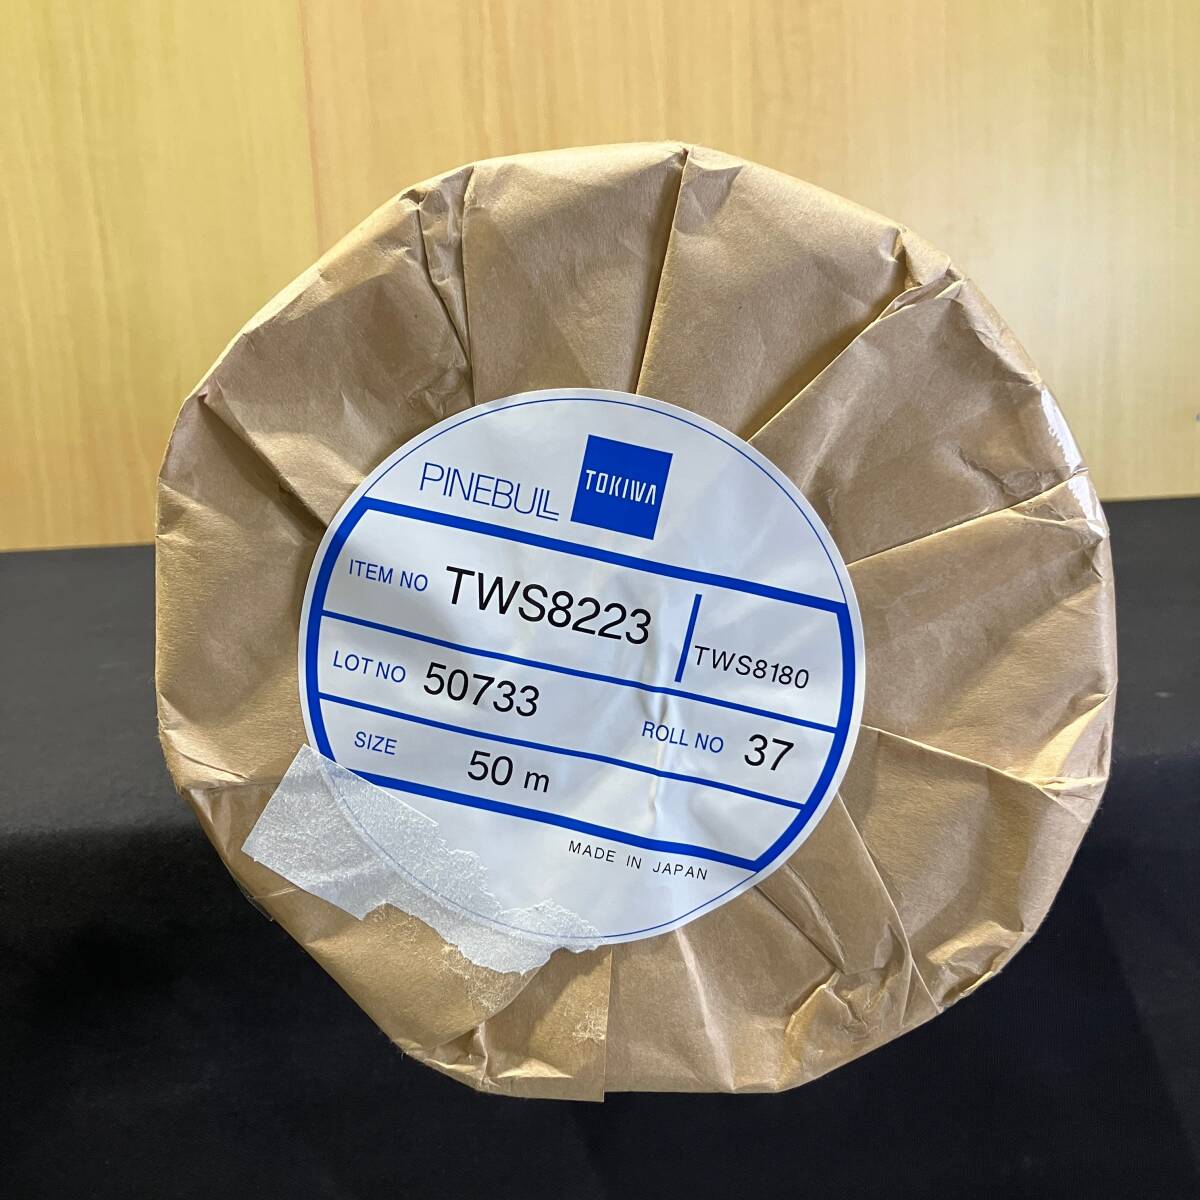 PINEBULL TOKIWA
ITEM NO TWS8223 TWS8180
LOT NO 50733 ROLL NO 37
SIZE 50 m
MADE IN JAPAN